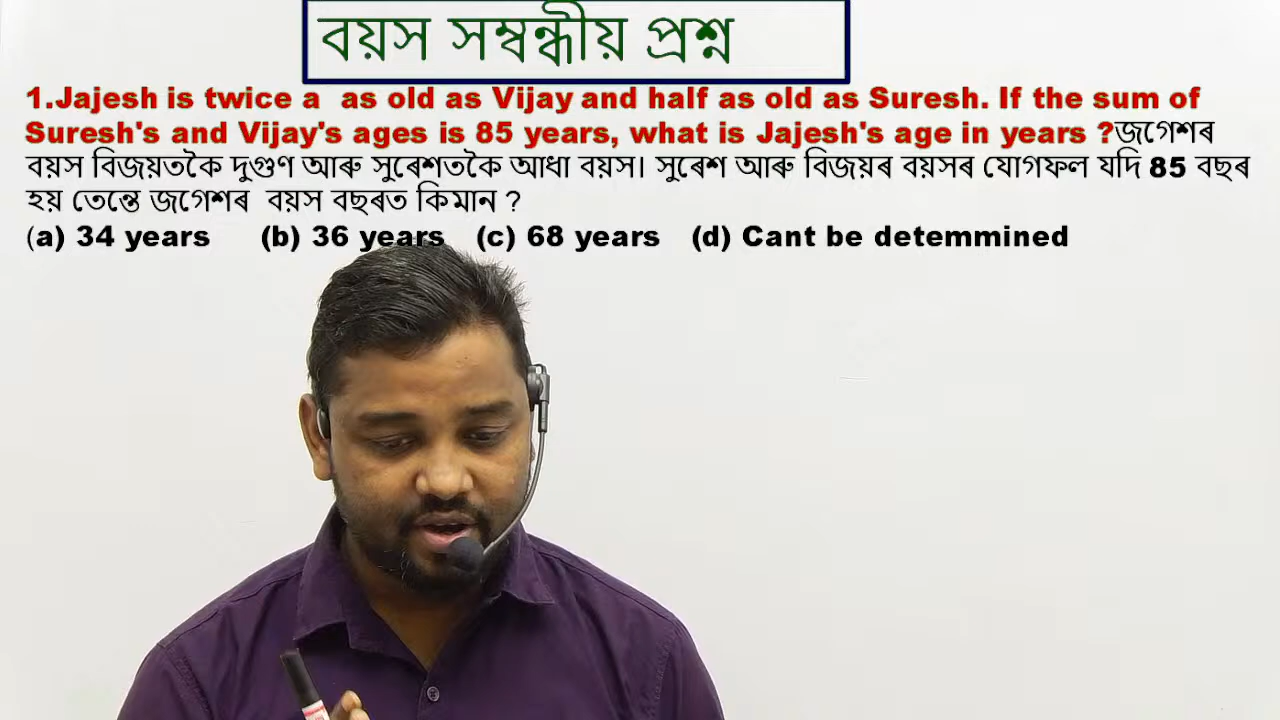 বয়স সম্বন্ধীয় প্ৰশ্ন
1.Jajesh is twice a as old as Vijay and half as old as Suresh. If the sum of
Suresh's and Vijay's ages is 85 years, what is Jajesh's age in years ?জগেশৰ
বয়স বিজয়তকৈ দুগুণ আৰু সুৰেশতকৈ আধা বয়স। সুৰেশ আৰু বিজয়ৰ বয়সৰ যোগফল যদি 85 বছৰ
হয় তেন্তে জগেশৰ বয়স বছৰত কিমান ?
(a) 34 years (b) 36 years (c) 68 years (d) Cant be detemmined